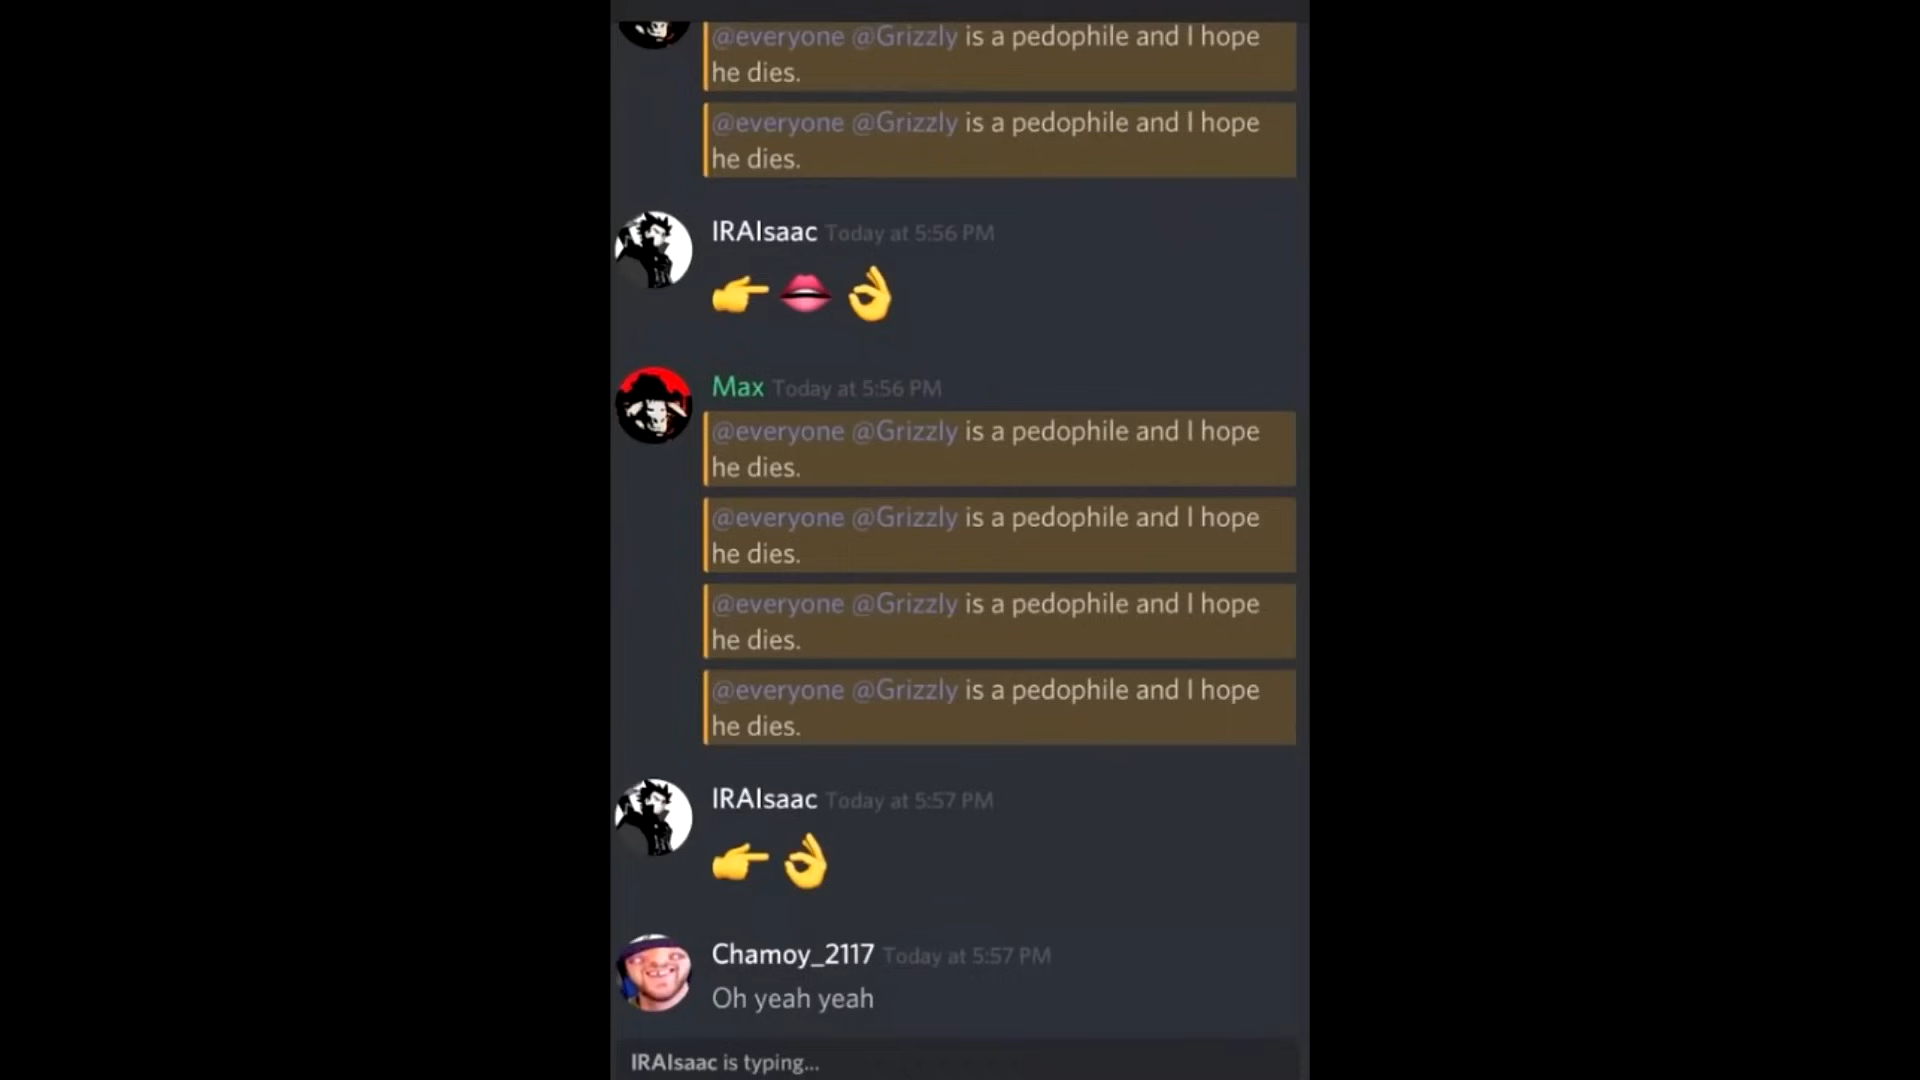 @everyone @Grizzly is a pedophile and I hope
he dies.
@everyone @Grizzly is a pedophile and I hope
he dies.
IRAIsaac Today at 5:56 PM
👉 👄 👌
Max Today at 5:56 PM
@everyone @Grizzly is a pedophile and I hope
he dies.
@everyone @Grizzly is a pedophile and I hope
he dies.
@everyone @Grizzly is a pedophile and I hope
he dies.
@everyone @Grizzly is a pedophile and I hope
he dies.
IRAIsaac Today at 5:57 PM
👉 👌
Chamoy_2117 Today at 5:57 PM
Oh yeah yeah
IRAIsaac is typing...